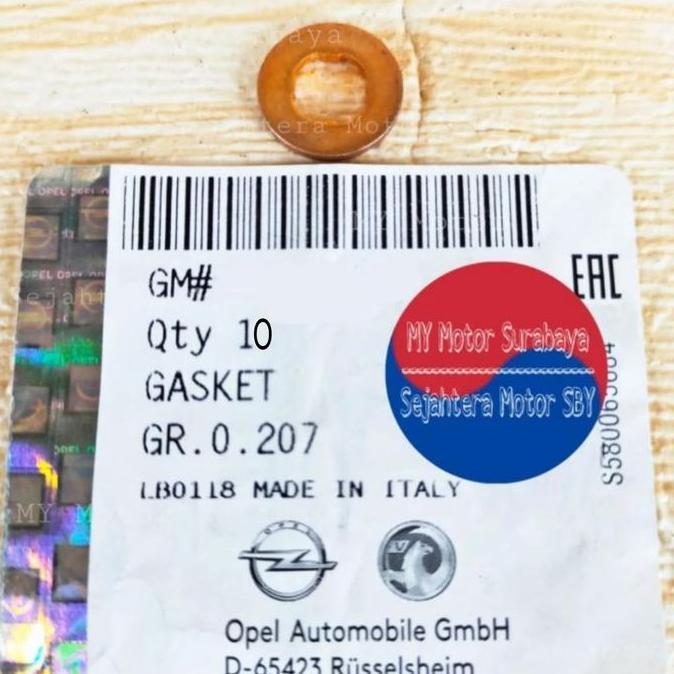 GM#
EAC
Qty 10
MY Motor Surabaya
Sejahtera Motor SBY
GASKET
GR.0.207
LB0118 MADE IN ITALY
OPEL
Opel Automobile GmbH
D-65423 Rüsselsheim